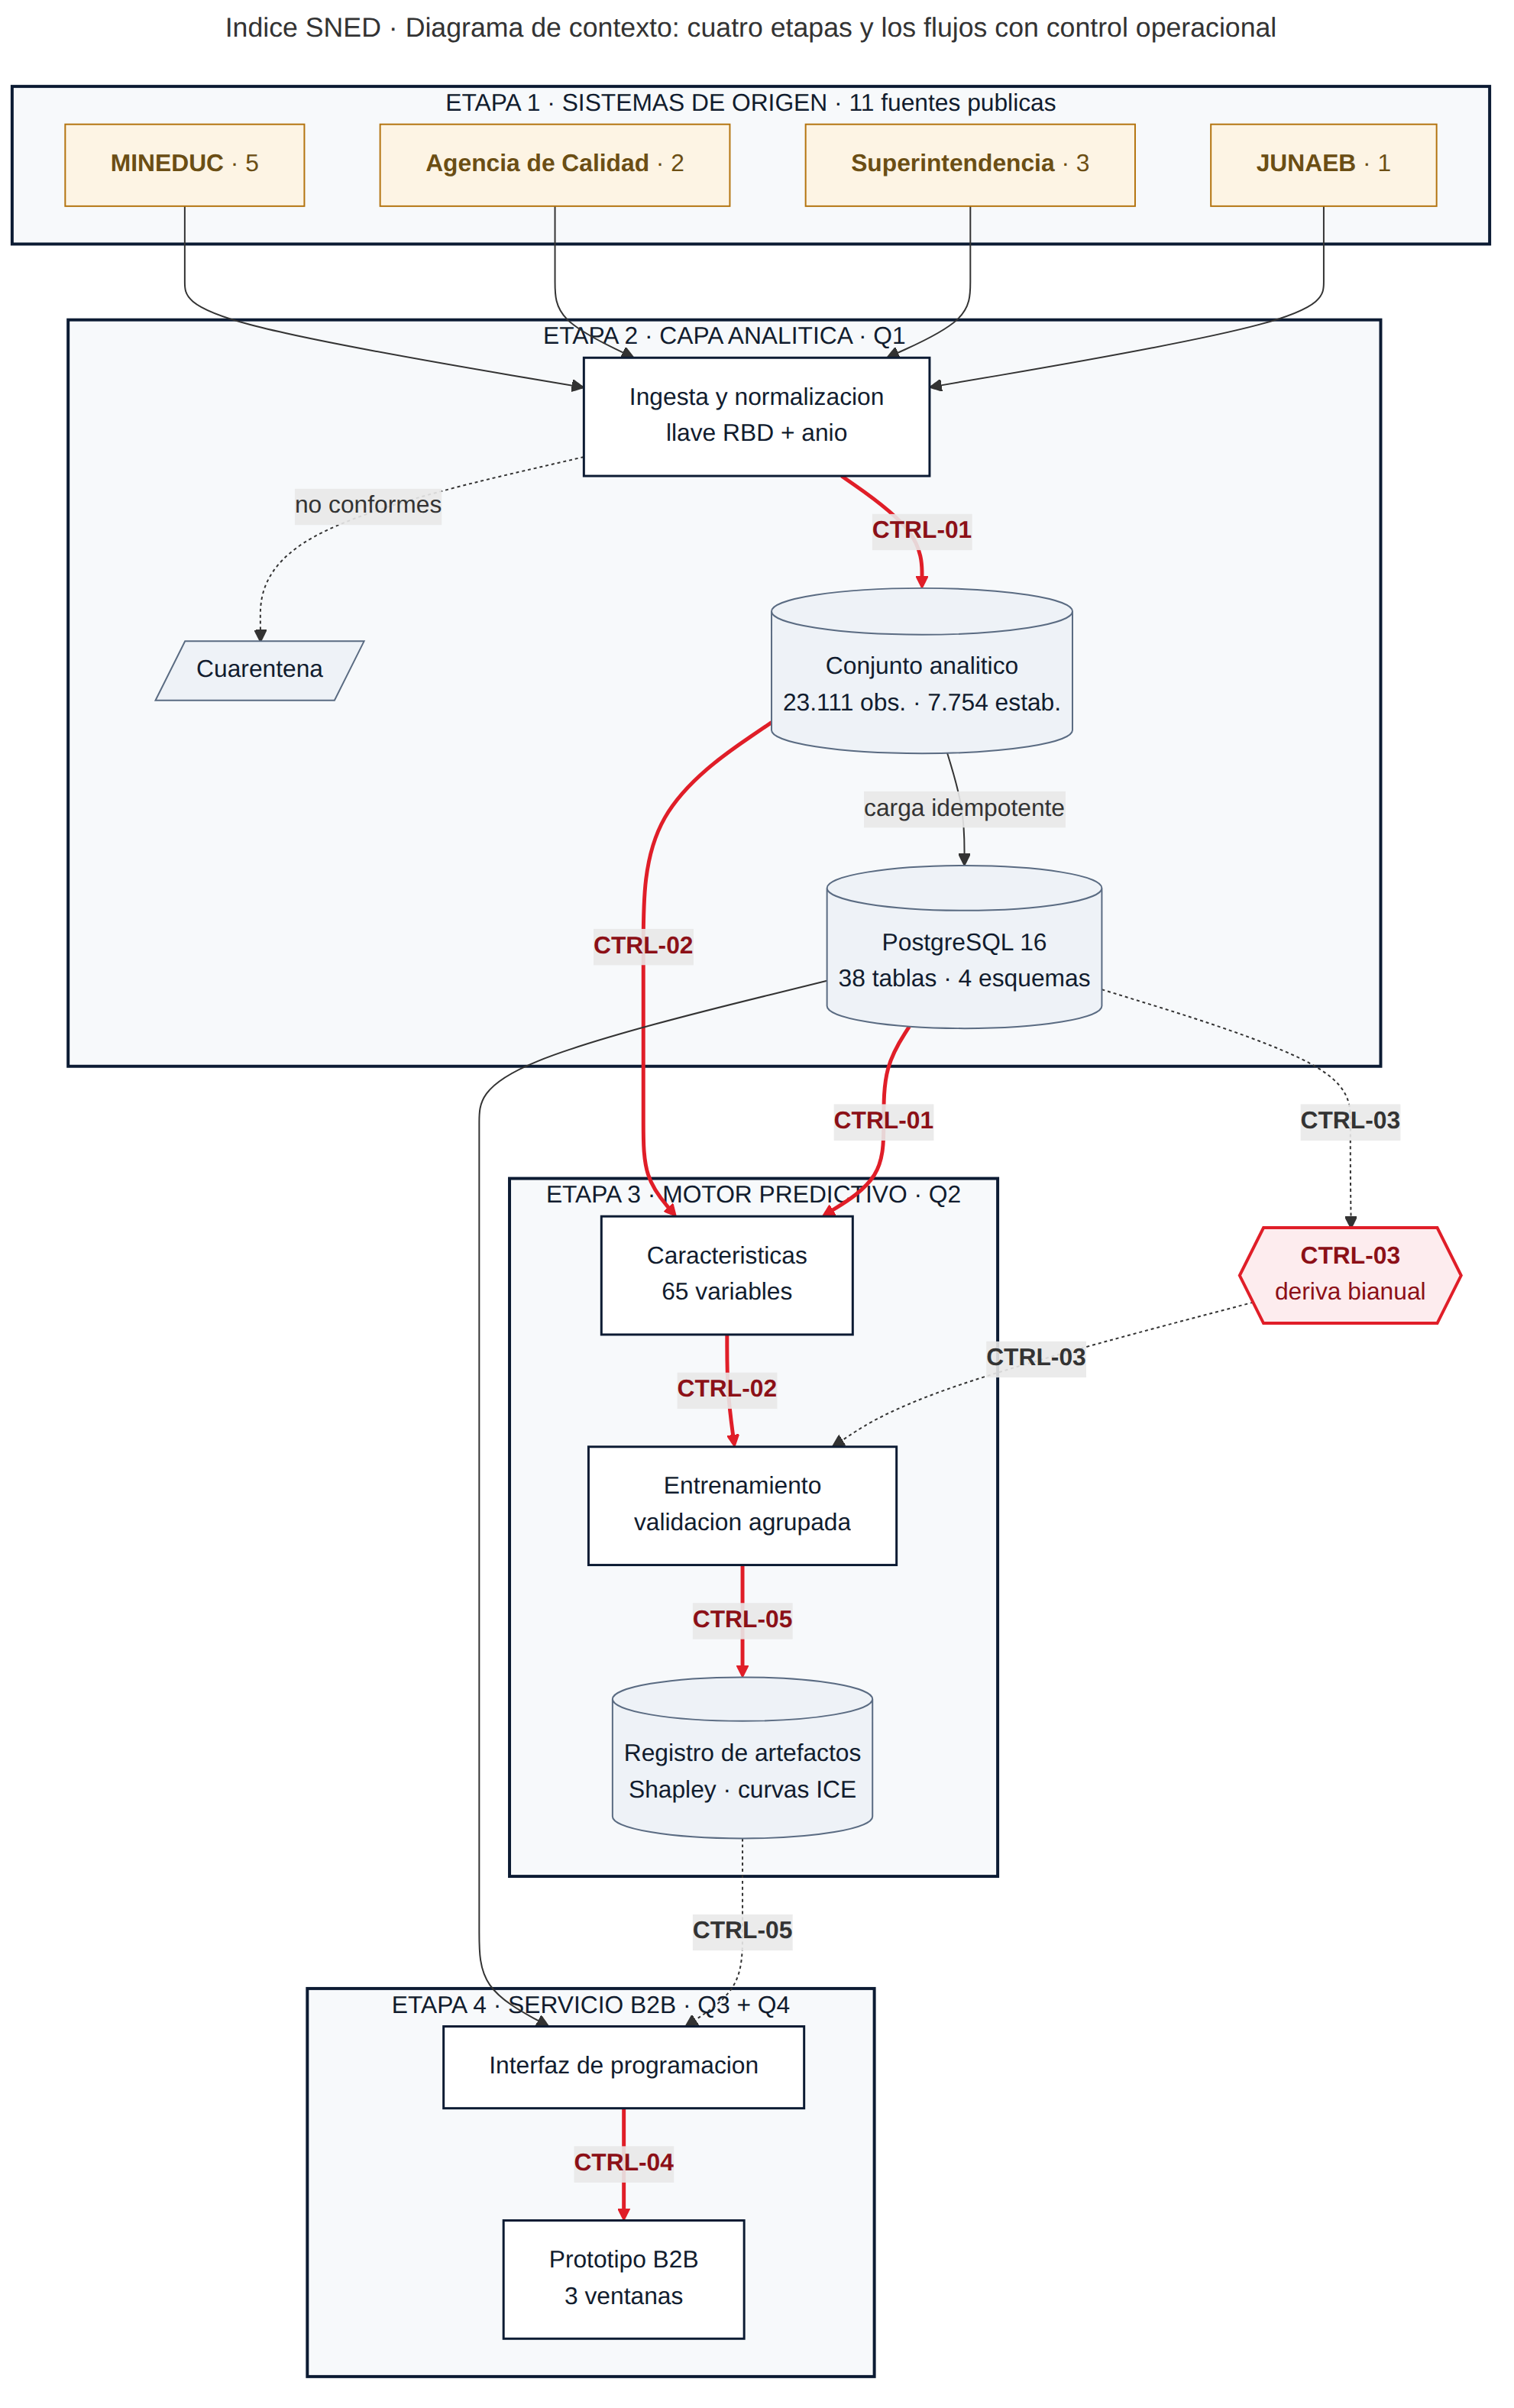 Indice SNED · Diagrama de contexto: cuatro etapas y los flujos con control operacional
ETAPA 1 · SISTEMAS DE ORIGEN · 11 fuentes publicas
MINEDUC · 5
Agencia de Calidad · 2
Superintendencia · 3
JUNAEB · 1
ETAPA 2 · CAPA ANALITICA · Q1
Ingesta y normalizacion
llave RBD + anio
no conformes
CTRL-01
Cuarentena
Conjunto analitico
23.111 obs. · 7.754 estab.
carga idempotente
CTRL-02
PostgreSQL 16
38 tablas · 4 esquemas
CTRL-01
CTRL-03
ETAPA 3 · MOTOR PREDICTIVO · Q2
Caracteristicas
65 variables
CTRL-03
deriva bianual
CTRL-03
CTRL-02
Entrenamiento
validacion agrupada
CTRL-05
Registro de artefactos
Shapley · curvas ICE
CTRL-05
ETAPA 4 · SERVICIO B2B · Q3 + Q4
Interfaz de programacion
CTRL-04
Prototipo B2B
3 ventanas